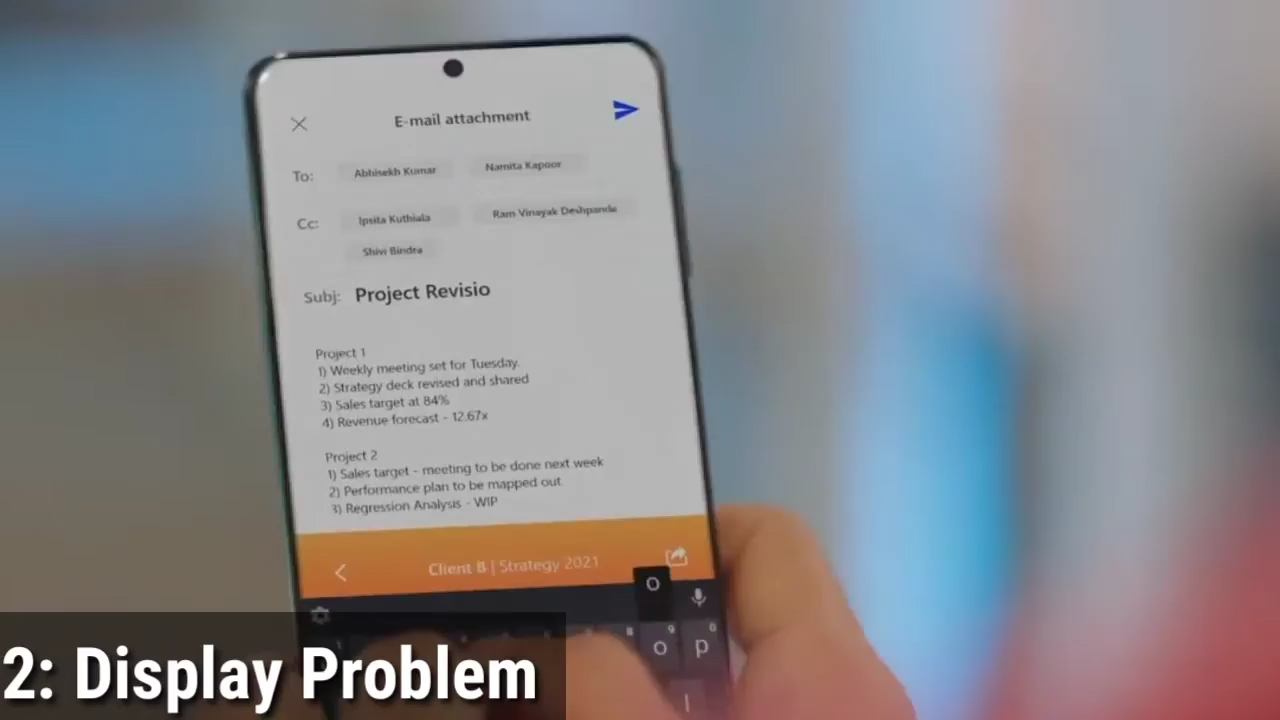 E-mail attachment
To: Abhisekh Kumar Namita Kapoor
Cc: Ipsita Kuthiala Ram Vinayak Deshpande
Shivi Bindra
Subj: Project Revisio
Project 1
1) Weekly meeting set for Tuesday.
2) Strategy deck revised and shared
3) Sales target at 84%
4) Revenue forecast - 12.67x
Project 2
1) Sales target - meeting to be done next week
2) Performance plan to be mapped out
3) Regression Analysis - WIP
Client B | Strategy 2021
o
8 9 0
o p
l
2: Display Problem